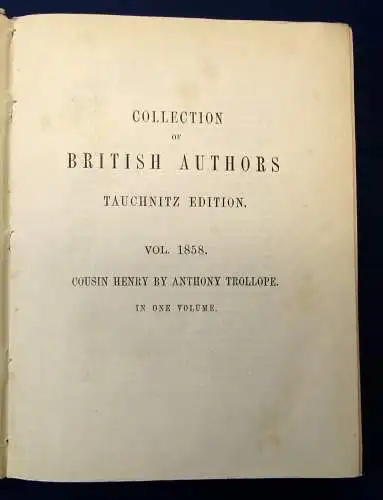 COLLECTION
OF
BRITISH AUTHORS
TAUCHNITZ EDITION.
VOL. 1858.
COUSIN HENRY BY ANTHONY TROLLOPE.
IN ONE VOLUME.